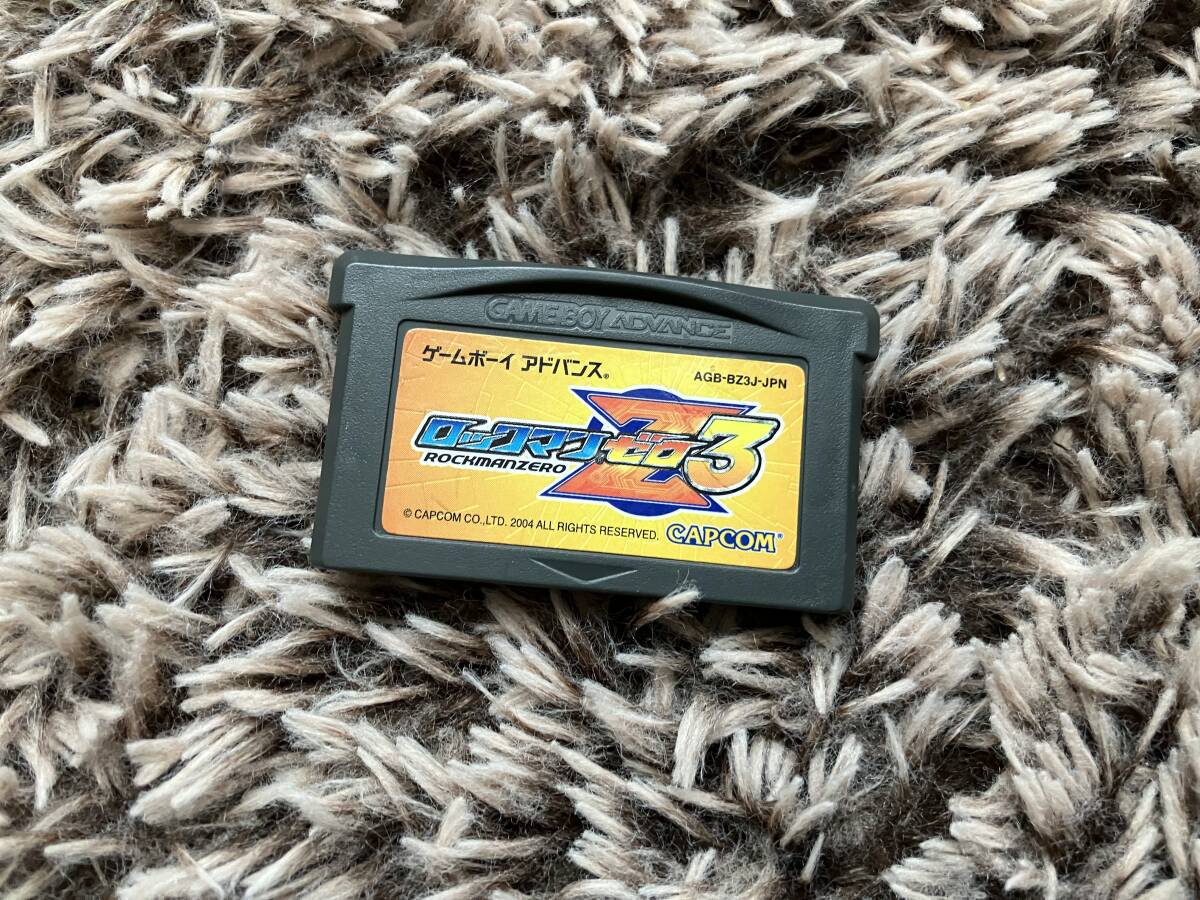 GAME BOY ADVANCE
ゲームボーイ アドバンス®
AGB-BZ3J-JPN
ロックマン ゼロ3
ROCKMANZERO
© CAPCOM CO.,LTD. 2004 ALL RIGHTS RESERVED.
CAPCOM®